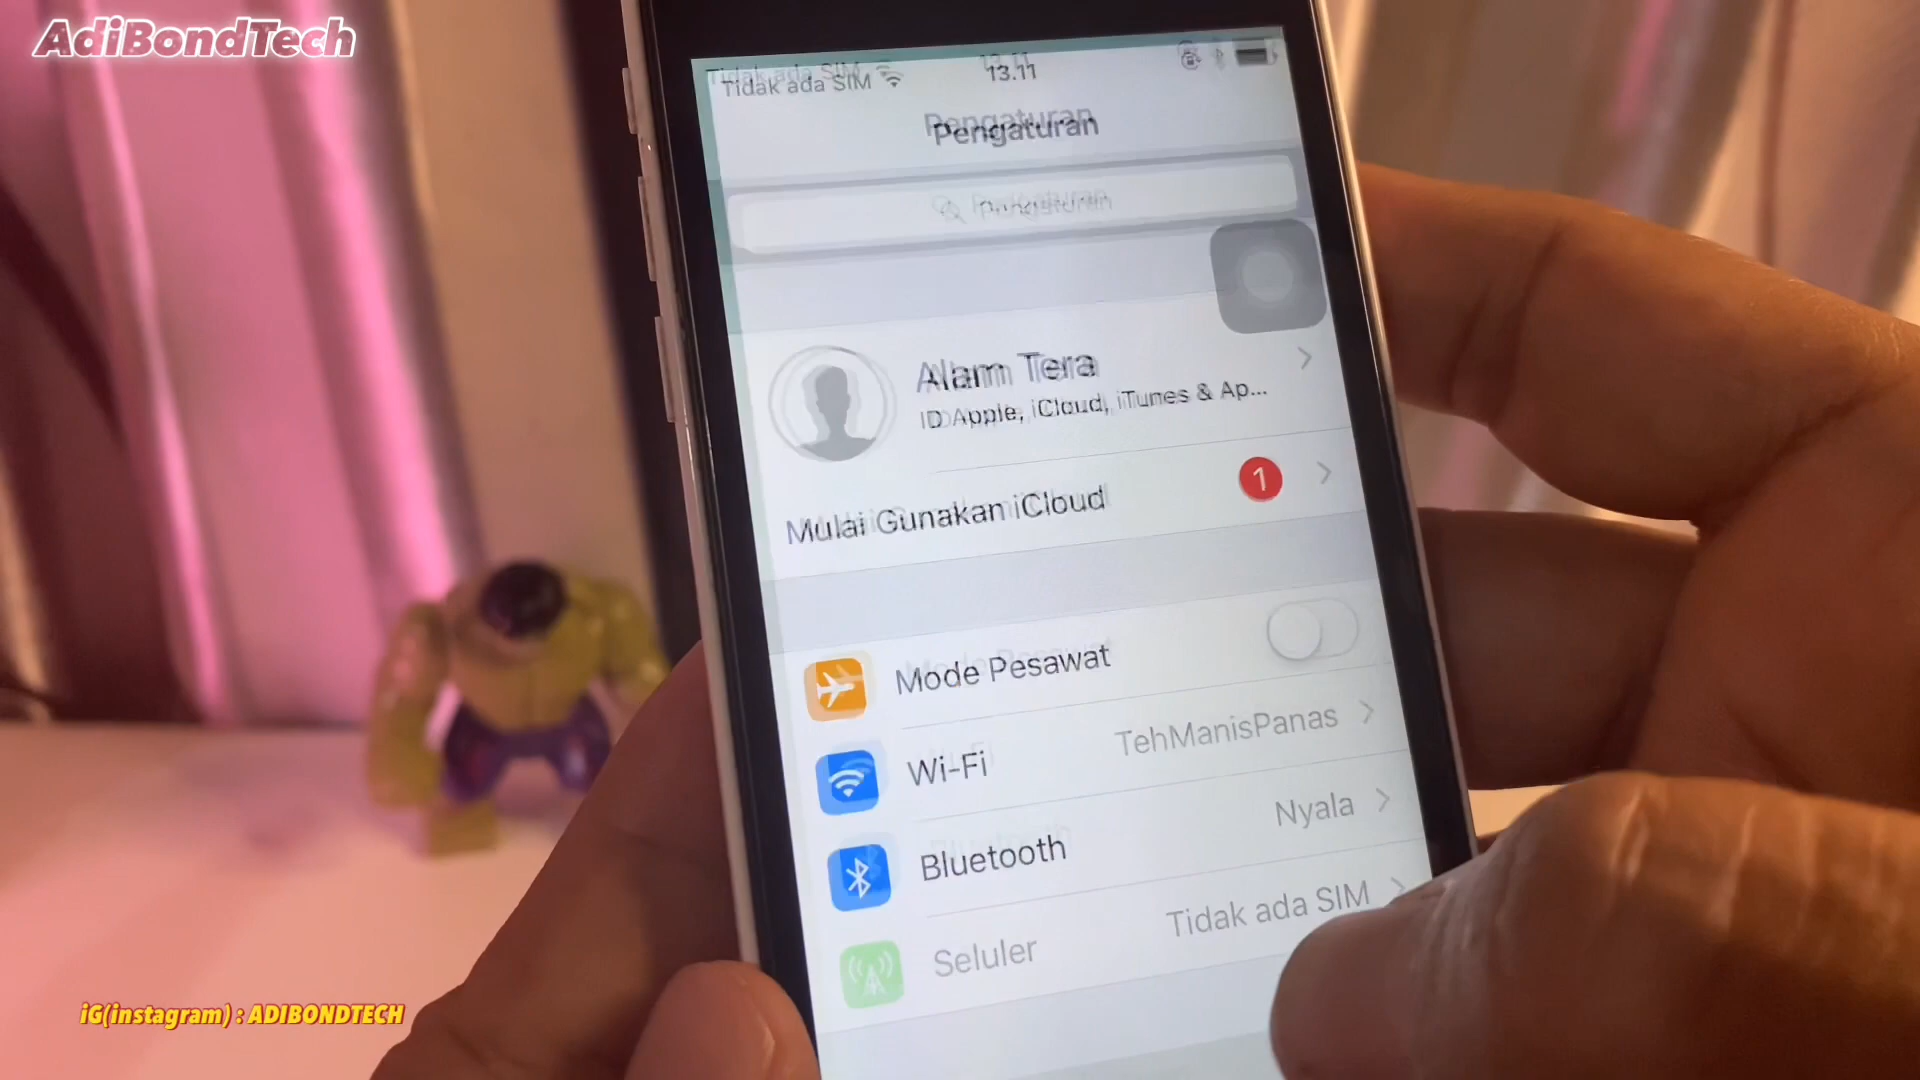 AdiBondTech
Tidak ada SIM
13.11
Pengaturan
Pengaturan
Alam Tera
ID Apple, iCloud, iTunes & Ap...
Mulai Gunakan iCloud
1
Mode Pesawat
Wi-Fi
TehManisPanas
Bluetooth
Nyala
Seluler
Tidak ada SIM
iG(instagram) : ADIBONDTECH